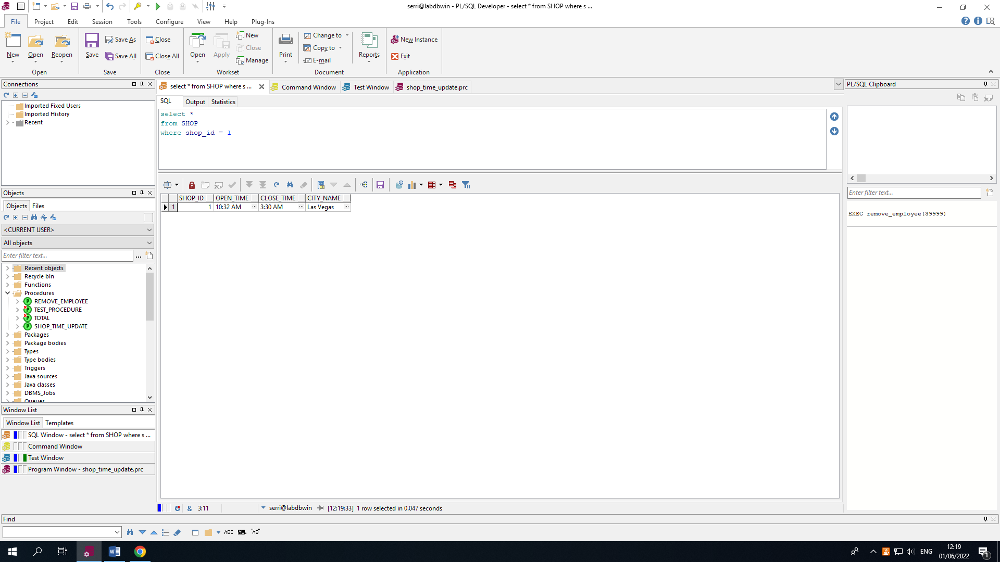 serri@labdbwin - PL/SQL Developer - select * from SHOP where s ...
File Project Edit Session Tools Configure View Help Plug-Ins
New Open Reopen
Open
Save Save As Save All
Save
Close Close All
Close
Open Apply New Close Manage
Workset
Print Change to Copy to E-mail Reports
Document
New Instance
Exit
Application
Connections
Imported Fixed Users
Imported History
Recent
Objects
Objects Files
<CURRENT USER>
All objects
Enter filter text...
Recent objects
Recycle bin
Functions
Procedures
REMOVE_EMPLOYEE
TEST_PROCEDURE
TOTAL
SHOP_TIME_UPDATE
Packages
Package bodies
Types
Type bodies
Triggers
Java sources
Java classes
DBMS_Jobs
Queues
Window List
Window List Templates
SQL Window - select * from SHOP where s ...
Command Window
Test Window
Program Window - shop_time_update.prc
select * from SHOP where s ... Command Window Test Window shop_time_update.prc
SQL Output Statistics
select *
from SHOP
where shop_id = 1
SHOP_ID OPEN_TIME CLOSE_TIME CITY_NAME
1 1 10:32 AM ... 3:30 AM ... Las Vegas ...
& 3:11 serri@labdbwin [12:19:33] 1 row selected in 0.047 seconds
PL/SQL Clipboard
Enter filter text...
EXEC remove_employee(39999)
Find
ABC AB "AB"
ENG 12:19
01/06/2022
1